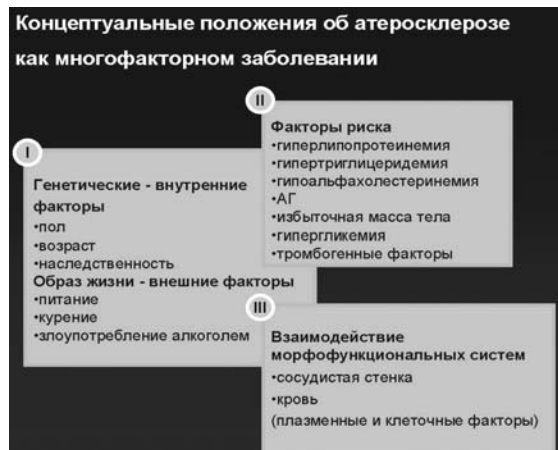 Концептуальные положения об атеросклерозе
как многофакторном заболевании
I
Генетические - внутренние
факторы
•пол
•возраст
•наследственность
Образ жизни - внешние факторы
•питание
•курение
•злоупотребление алкоголем
II
Факторы риска
•гиперлипопротеинемия
•гипертриглицеридемия
•гипоальфахолестеринемия
•АГ
•избыточная масса тела
•гипергликемия
•тромбогенные факторы
III
Взаимодействие
морфофункциональных систем
•сосудистая стенка
•кровь
(плазменные и клеточные факторы)